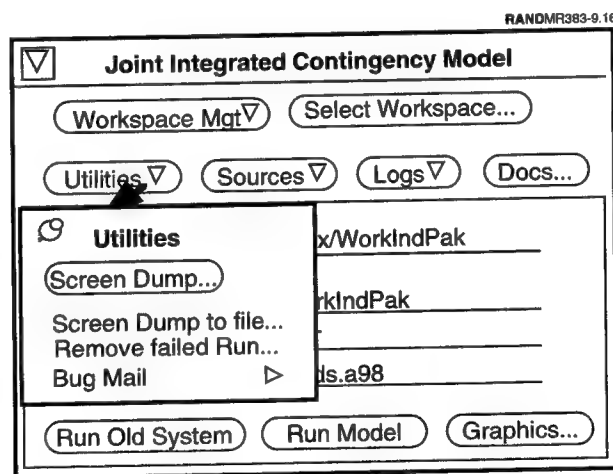 RANDMR383-9.16
Joint Integrated Contingency Model
Workspace Mgt Select Workspace...
Utilities Sources Logs Docs...
Utilities
x/WorkIndPak
Screen Dump...
rkIndPak
Screen Dump to file...
Remove failed Run...
Bug Mail
ds.a98
Run Old System Run Model Graphics...